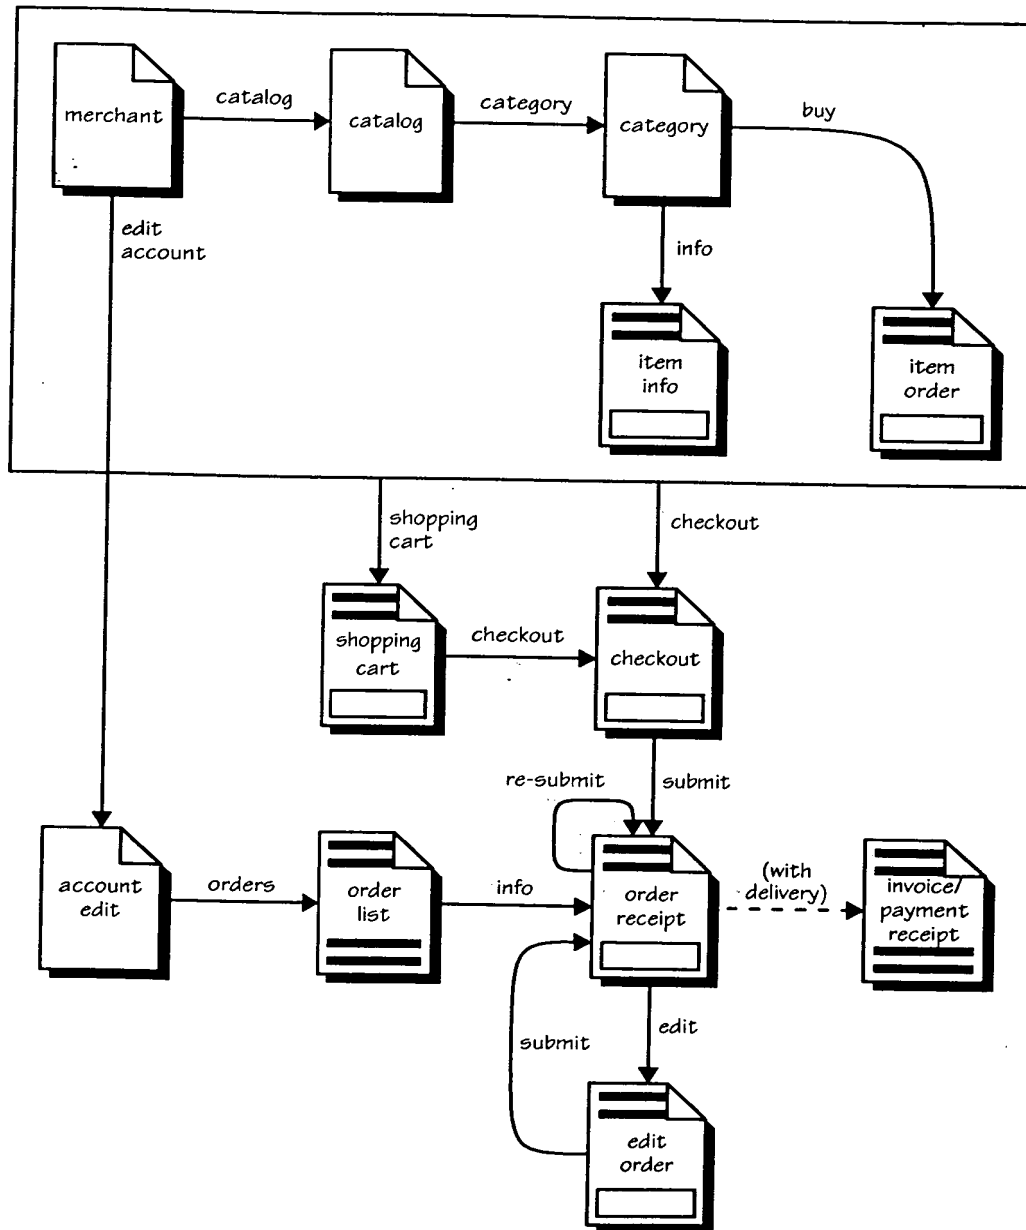 merchant
catalog
catalog
category
category
buy
edit
account
info
item
info
item
order
shopping
cart
checkout
shopping
cart
checkout
checkout
re-submit
submit
account
edit
orders
order
list
info
order
receipt
(with
delivery)
invoice/
payment
receipt
submit
edit
edit
order